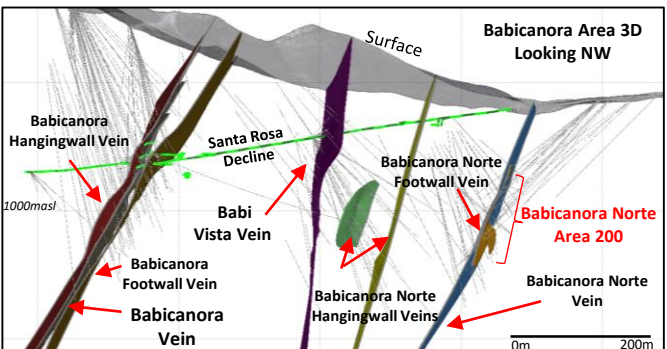 Babicanora Area 3D
Looking NW
Surface
Babicanora
Hangingwall Vein
Santa Rosa
Decline
Babicanora Norte
Footwall Vein
1000masl
Babi
Vista Vein
Babicanora Norte
Area 200
Babicanora
Footwall Vein
Babicanora Norte
Hangingwall Veins
Babicanora Norte
Vein
Babicanora
Vein
0m
200m